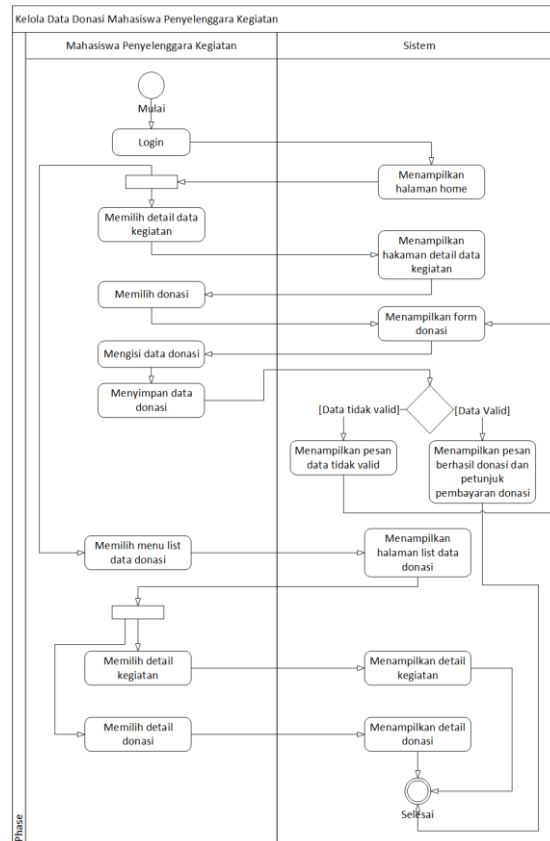 Kelola Data Donasi Mahasiswa Penyelenggara Kegiatan
Mahasiswa Penyelenggara Kegiatan
Sistem
Mulai
Login
Menampilkan
halaman home
Memilih detail data
kegiatan
Menampilkan
hakaman detail data
kegiatan
Memilih donasi
Menampilkan form
donasi
Mengisi data donasi
Menyimpan data
donasi
[Data tidak valid]
[Data Valid]
Menampilkan pesan
data tidak valid
Menampilkan pesan
berhasil donasi dan
petunjuk
pembayaran donasi
Memilih menu list
data donasi
Menampilkan
halaman list data
donasi
Memilih detail
kegiatan
Menampilkan detail
kegiatan
Memilih detail
donasi
Menampilkan detail
donasi
Selesai
Phase